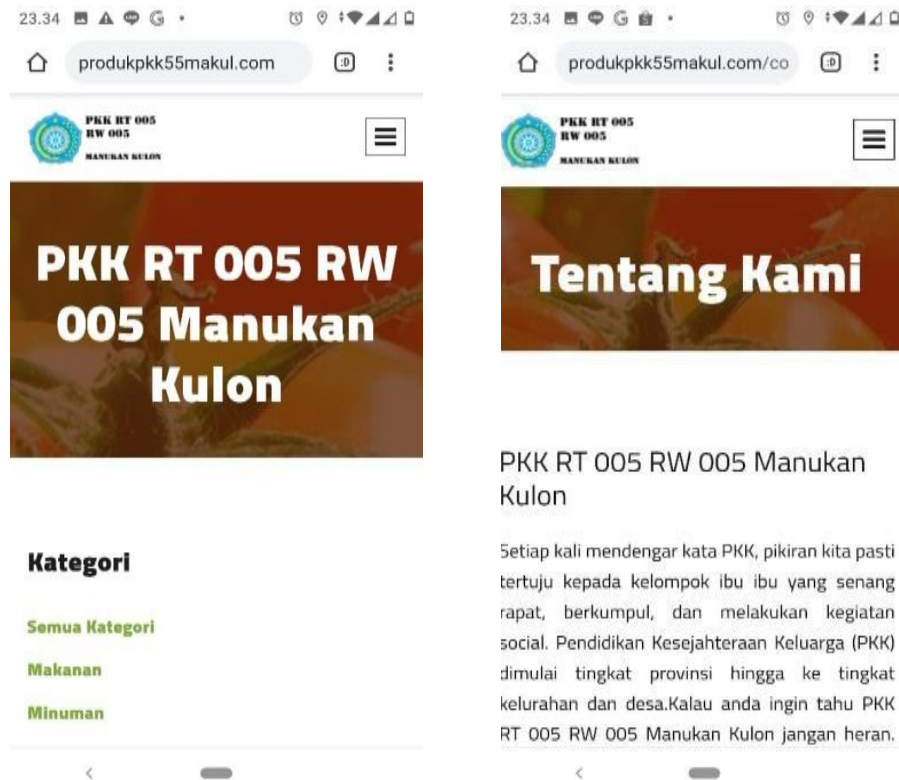 23.34
produkpkk55makul.com
:D
PKK RT 005
RW 005
MANUKAN KULON
PKK RT 005 RW
005 Manukan
Kulon
Kategori
Semua Kategori
Makanan
Minuman
23.34
produkpkk55makul.com/co
:D
PKK RT 005
RW 005
MANUKAN KULON
Tentang Kami
PKK RT 005 RW 005 Manukan
Kulon
Setiap kali mendengar kata PKK, pikiran kita pasti
tertuju kepada kelompok ibu ibu yang senang
rapat, berkumpul, dan melakukan kegiatan
social. Pendidikan Kesejahteraan Keluarga (PKK)
dimulai tingkat provinsi hingga ke tingkat
kelurahan dan desa.Kalau anda ingin tahu PKK
RT 005 RW 005 Manukan Kulon jangan heran.